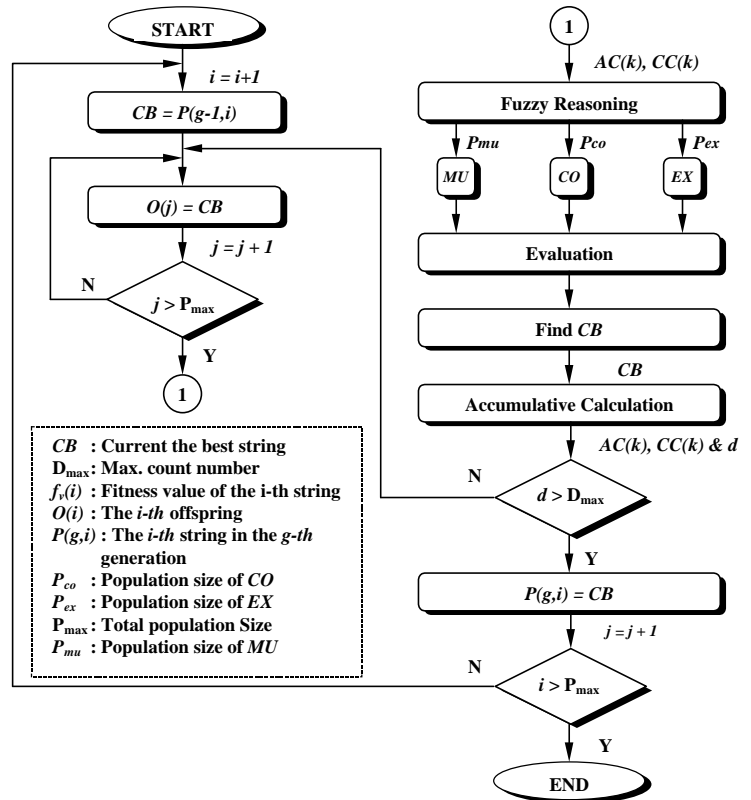 START
i = i+1
CB = P(g-1,i)
O(j) = CB
j = j + 1
N
j > Pmax
Y
1
CB : Current the best string
Dmax : Max. count number
fv(i) : Fitness value of the i-th string
O(i) : The i-th offspring
P(g,i) : The i-th string in the g-th
generation
Pco : Population size of CO
Pex : Population size of EX
Pmax : Total population Size
Pmu : Population size of MU
1
AC(k), CC(k)
Fuzzy Reasoning
Pmu Pco Pex
MU CO EX
Evaluation
Find CB
CB
Accumulative Calculation
AC(k), CC(k) & d
N
d > Dmax
Y
P(g,i) = CB
j = j + 1
N
i > Pmax
Y
END